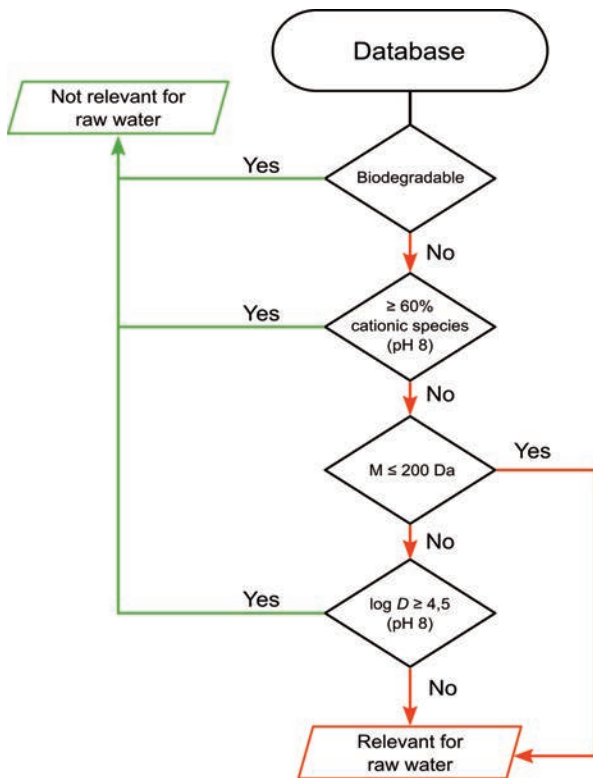 Database
Not relevant for
raw water
Yes
Biodegradable
No
≥ 60%
cationic species
(pH 8)
Yes
No
M ≤ 200 Da
Yes
No
log D ≥ 4,5
(pH 8)
Yes
No
Relevant for
raw water